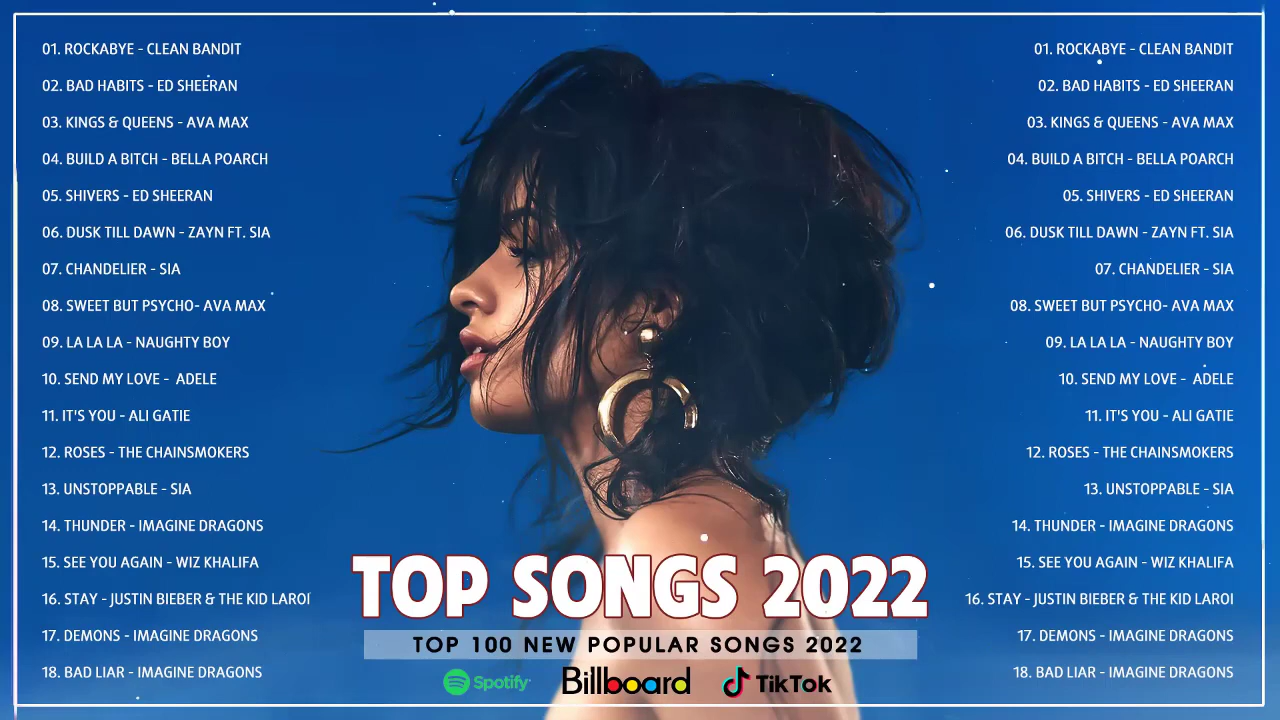 01. ROCKABYE - CLEAN BANDIT
02. BAD HABITS - ED SHEERAN
03. KINGS & QUEENS - AVA MAX
04. BUILD A BITCH - BELLA POARCH
05. SHIVERS - ED SHEERAN
06. DUSK TILL DAWN - ZAYN FT. SIA
07. CHANDELIER - SIA
08. SWEET BUT PSYCHO- AVA MAX
09. LA LA LA - NAUGHTY BOY
10. SEND MY LOVE -  ADELE
11. IT'S YOU - ALI GATIE
12. ROSES - THE CHAINSMOKERS
13. UNSTOPPABLE - SIA
14. THUNDER - IMAGINE DRAGONS
15. SEE YOU AGAIN - WIZ KHALIFA
16. STAY - JUSTIN BIEBER & THE KID LAROI
17. DEMONS - IMAGINE DRAGONS
18. BAD LIAR - IMAGINE DRAGONS
01. ROCKABYE - CLEAN BANDIT
02. BAD HABITS - ED SHEERAN
03. KINGS & QUEENS - AVA MAX
04. BUILD A BITCH - BELLA POARCH
05. SHIVERS - ED SHEERAN
06. DUSK TILL DAWN - ZAYN FT. SIA
07. CHANDELIER - SIA
08. SWEET BUT PSYCHO- AVA MAX
09. LA LA LA - NAUGHTY BOY
10. SEND MY LOVE -  ADELE
11. IT'S YOU - ALI GATIE
12. ROSES - THE CHAINSMOKERS
13. UNSTOPPABLE - SIA
14. THUNDER - IMAGINE DRAGONS
15. SEE YOU AGAIN - WIZ KHALIFA
16. STAY - JUSTIN BIEBER & THE KID LAROI
17. DEMONS - IMAGINE DRAGONS
18. BAD LIAR - IMAGINE DRAGONS
TOP SONGS 2022
TOP 100 NEW POPULAR SONGS 2022
Spotify Billboard TikTok